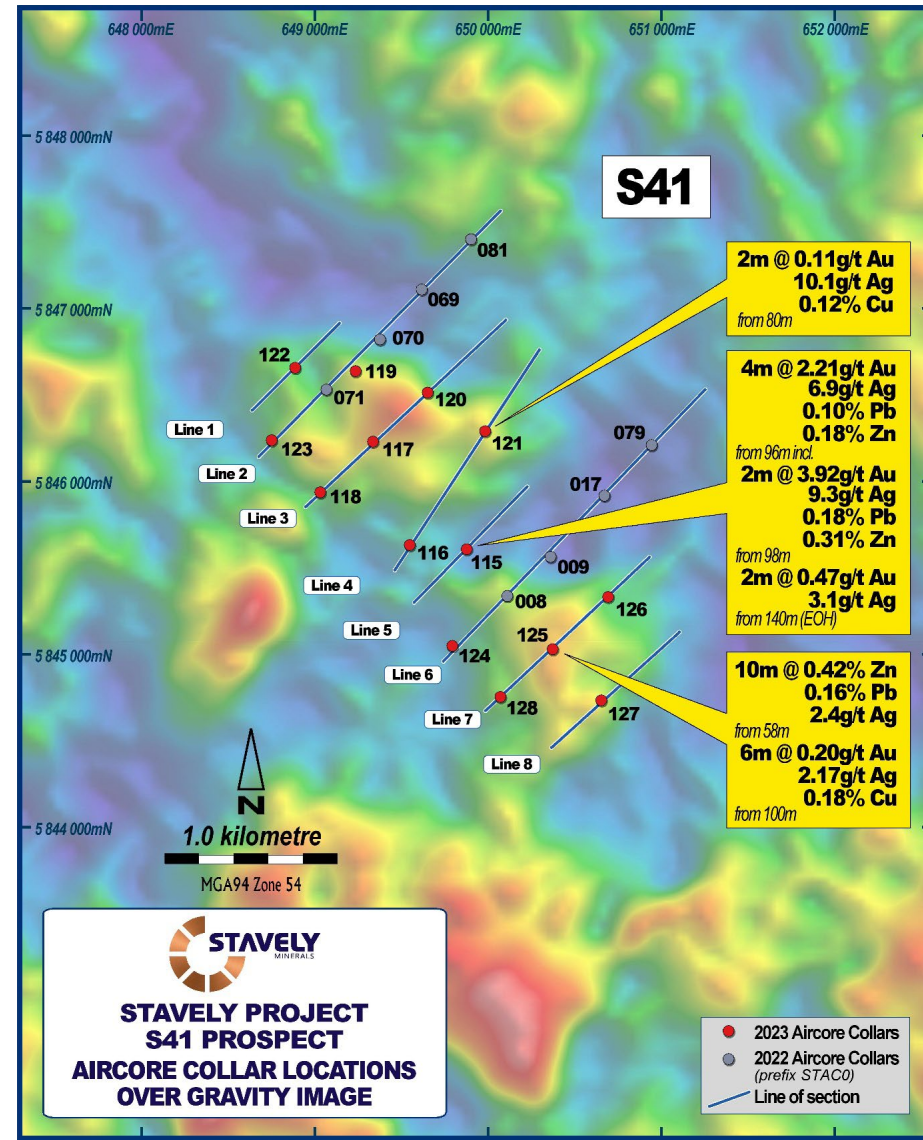 648 000mE
649 000mE
650 000mE
651 000mE
652 000mE
5 848 000mN
5 847 000mN
5 846 000mN
5 845 000mN
5 844 000mN
S41
081
069
070
122
119
071
120
123
117
121
118
079
017
116
115
009
008
126
125
124
128
127
Line 1
Line 2
Line 3
Line 4
Line 5
Line 6
Line 7
Line 8
2m @ 0.11g/t Au
10.1g/t Ag
0.12% Cu
from 80m
4m @ 2.21g/t Au
6.9g/t Ag
0.10% Pb
0.18% Zn
from 96m incl.
2m @ 3.92g/t Au
9.3g/t Ag
0.18% Pb
0.31% Zn
from 98m
2m @ 0.47g/t Au
3.1g/t Ag
from 140m (EOH)
10m @ 0.42% Zn
0.16% Pb
2.4g/t Ag
from 58m
6m @ 0.20g/t Au
2.17g/t Ag
0.18% Cu
from 100m
N
1.0 kilometre
MGA94 Zone 54
STAVELY
MINERALS
STAVELY PROJECT
S41 PROSPECT
AIRCORE COLLAR LOCATIONS
OVER GRAVITY IMAGE
2023 Aircore Collars
2022 Aircore Collars
(prefix STAC0)
Line of section